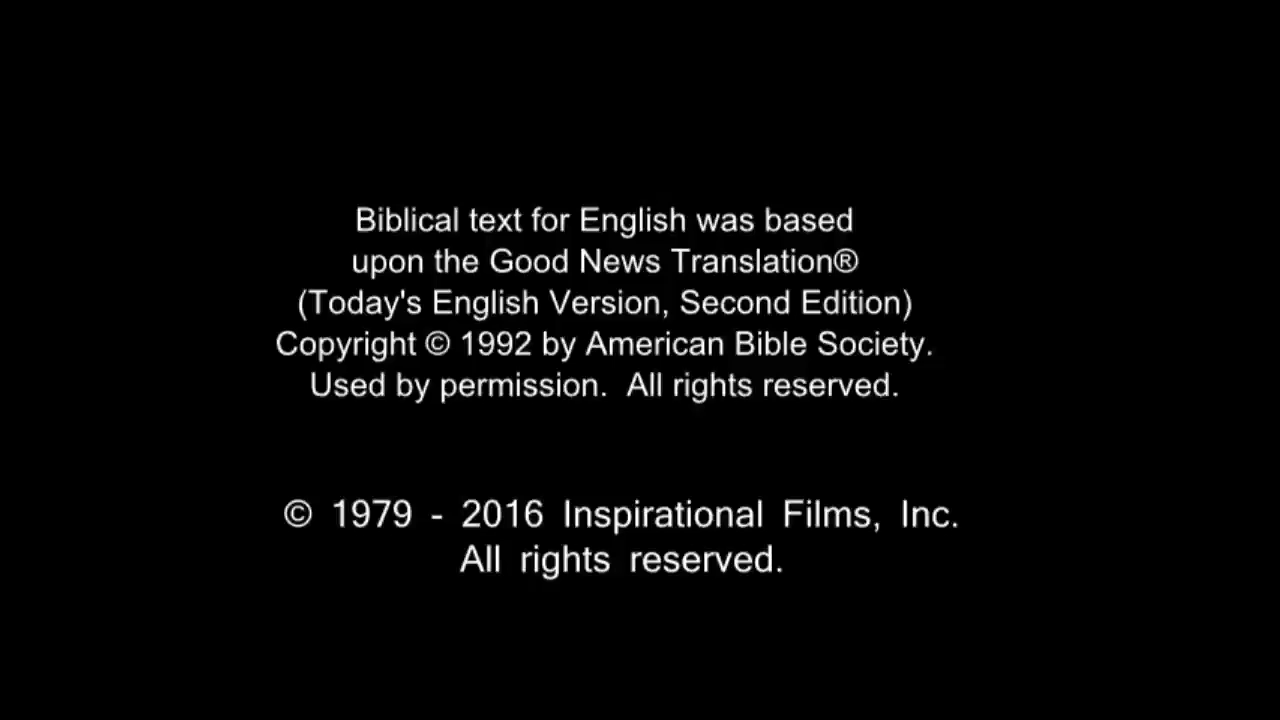 Biblical text for English was based
upon the Good News Translation®
(Today's English Version, Second Edition)
Copyright © 1992 by American Bible Society.
Used by permission.  All rights reserved.
© 1979 - 2016 Inspirational Films, Inc.
All rights reserved.